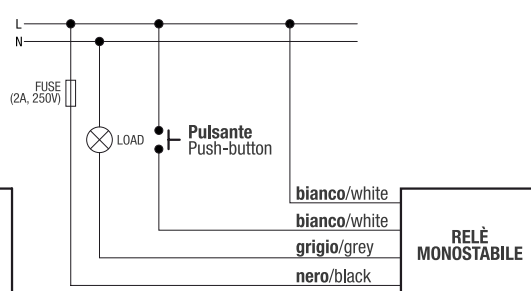 L
N
FUSE
(2A, 250V)
LOAD
Pulsante
Push-button
bianco/white
bianco/white
grigio/grey
nero/black
RELÈ
MONOSTABILE